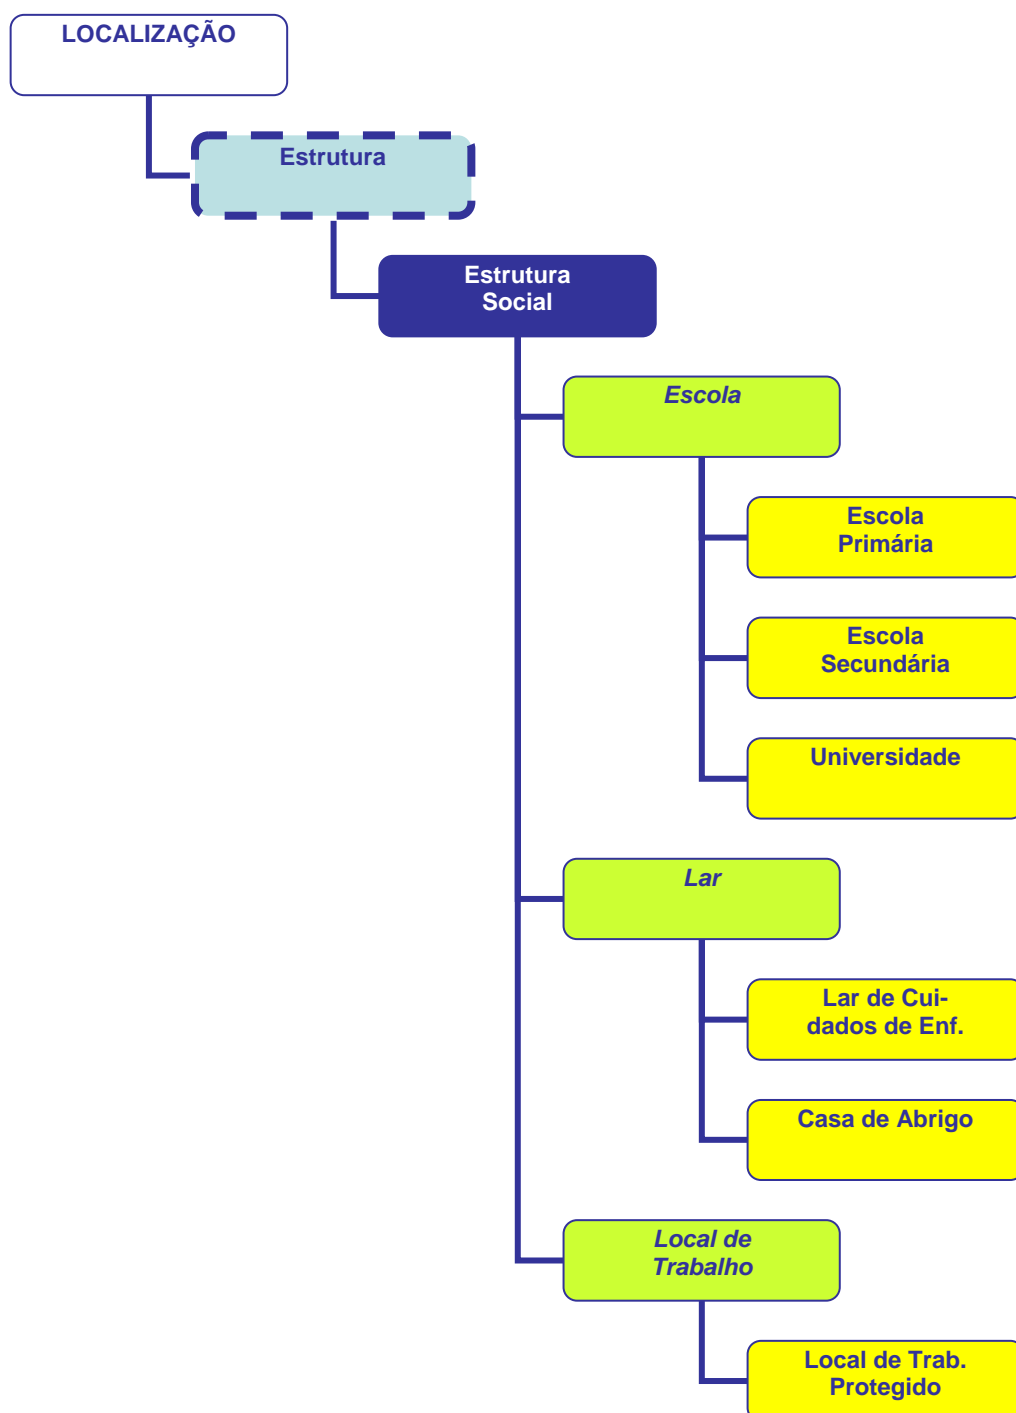 LOCALIZAÇÃO
Estrutura
Estrutura
Social
Escola
Escola
Primária
Escola
Secundária
Universidade
Lar
Lar de Cui-
dados de Enf.
Casa de Abrigo
Local de
Trabalho
Local de Trab.
Protegido